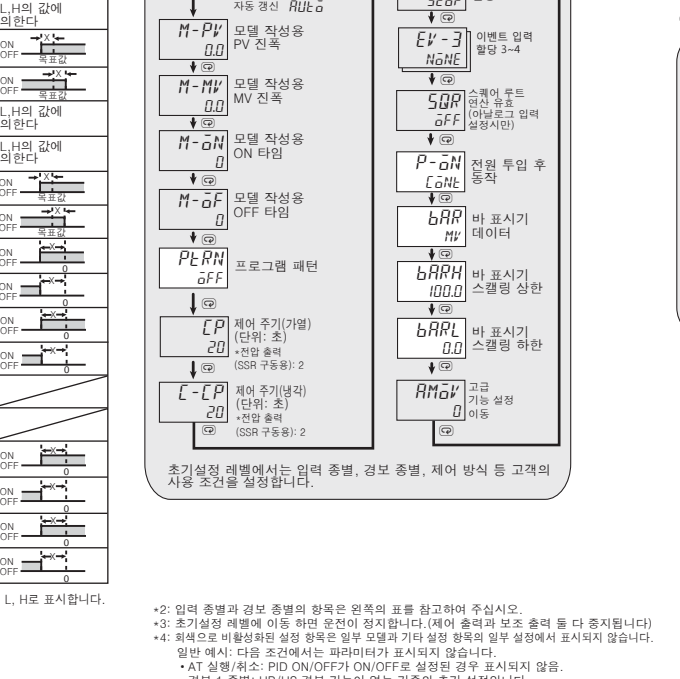 L,H의 값에
의한다
ON
OFF
X
목표값
ON
OFF
X
목표값
L,H의 값에
의한다
L,H의 값에
의한다
ON
OFF
X
목표값
ON
OFF
X
목표값
ON
OFF
X
0
ON
OFF
X
0
ON
OFF
X
0
ON
OFF
X
0
ON
OFF
X
0
ON
OFF
X
0
ON
OFF
X
0
ON
OFF
X
0
L, H로 표시합니다.
자동 갱신
M-PV
0.0
모델 작성용
PV 진폭
M-MV
0.0
모델 작성용
MV 진폭
M-oN
0
모델 작성용
ON 타임
M-oF
0
모델 작성용
OFF 타임
PtRN
oFF
프로그램 패턴
CP
20
제어 주기(가열)
(단위: 초)
*전압 출력
(SSR 구동용): 2
C-CP
20
제어 주기(냉각)
(단위: 초)
*전압 출력
(SSR 구동용): 2
EV-3
NoNE
이벤트 입력
할당 3~4
SQR
oFF
스퀘어 루트
연산 유효
(아날로그 입력
설정시만)
P-oN
CoNt
전원 투입 후
동작
bAR
MV
바 표시기
데이터
bARH
100.0
바 표시기
스캘링 상한
bARL
0.0
바 표시기
스캘링 하한
AMoV
0
고급
기능 설정
이동
초기설정 레벨에서는 입력 종별, 경보 종별, 제어 방식 등 고객의
사용 조건을 설정합니다.
*2: 입력 종별과 경보 종별의 항목은 왼쪽의 표를 참고하여 주십시오.
*3: 초기설정 레벨에 이동 하면 운전이 정지합니다.(제어 출력과 보조 출력 둘 다 중지됩니다)
*4: 회색으로 비활성화된 설정 항목은 일부 모델과 기타 설정 항목의 일부 설정에서 표시되지 않습니다.
일반 예시: 다음 조건에서는 파라미터가 표시되지 않습니다.
• AT 실행/취소: PID ON/OFF가 ON/OFF로 설정된 경우 표시되지 않음.